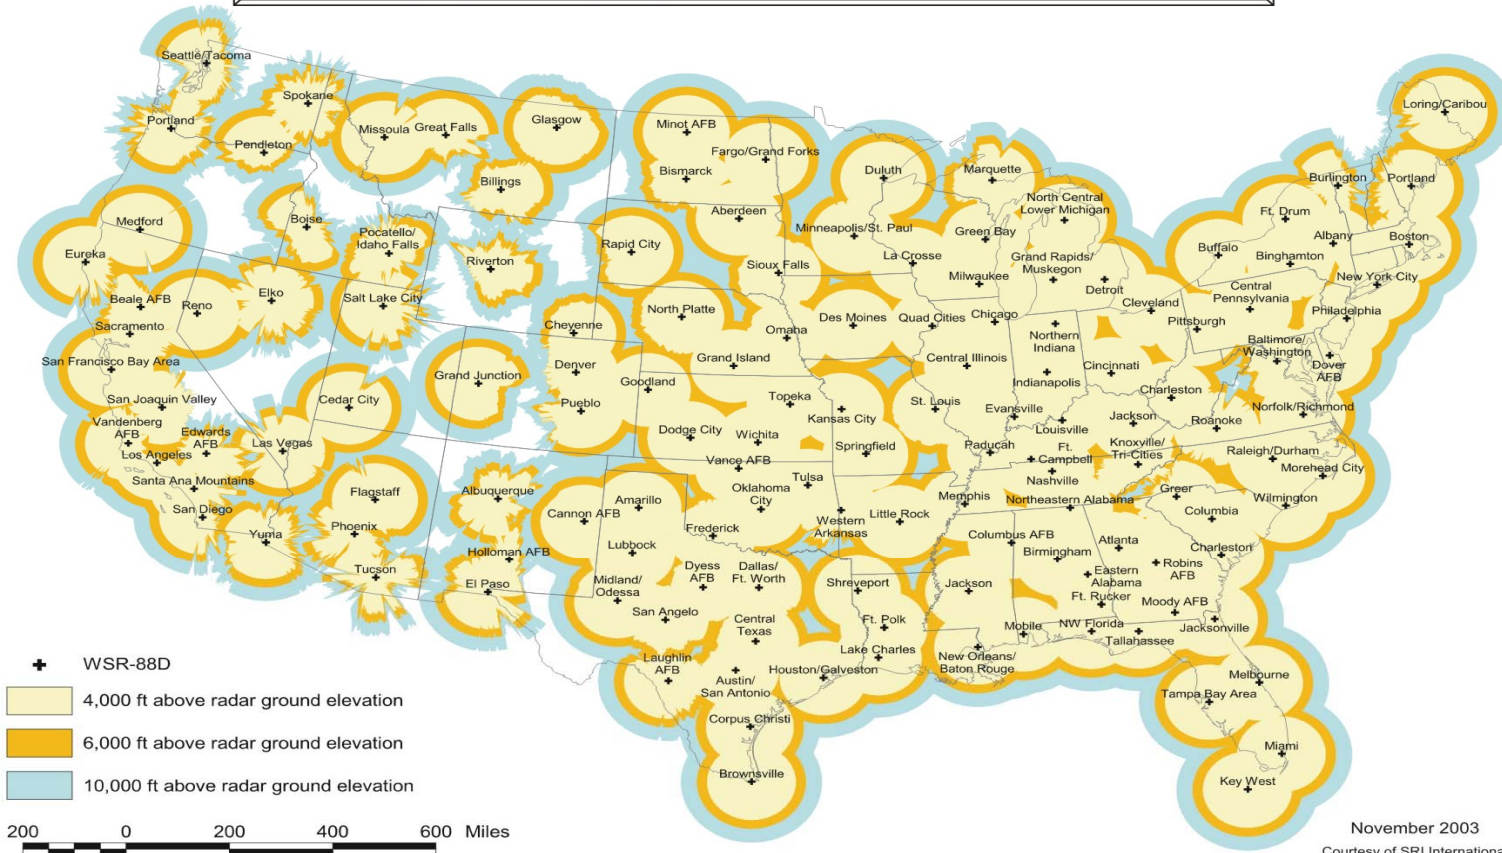 Seattle/Tacoma
Spokane
Portland
Pendleton
Missoula
Great Falls
Glasgow
Billings
Minot AFB
Fargo/Grand Forks
Bismarck
Duluth
Marquette
Loring/Caribou
Burlington
Portland
Medford
Eureka
Boise
Pocatello/
Idaho Falls
Riverton
Rapid City
Aberdeen
Minneapolis/St. Paul
Sioux Falls
La Crosse
Green Bay
North Central
Lower Michigan
Milwaukee
Grand Rapids/
Muskegon
Detroit
Buffalo
Ft. Drum
Binghamton
Albany
Boston
New York City
Beale AFB
Reno
Elko
Salt Lake City
Sacramento
San Francisco Bay Area
Cheyenne
North Platte
Omaha
Des Moines
Quad Cities
Chicago
Northern
Indiana
Cleveland
Pittsburgh
Central
Pennsylvania
Philadelphia
Baltimore/
Washington
Dover
AFB
Grand Junction
Denver
Pueblo
Goodland
Grand Island
Central Illinois
Indianapolis
Cincinnati
Charleston
San Joaquin Valley
Vandenberg
AFB
Edwards
AFB
Los Angeles
Las Vegas
Cedar City
Santa Ana Mountains
San Diego
Yuma
Flagstaff
Phoenix
Tucson
Albuquerque
Holloman AFB
El Paso
Cannon AFB
Amarillo
Lubbock
Dodge City
Wichita
Topeka
Kansas City
St. Louis
Springfield
Vance AFB
Oklahoma
City
Tulsa
Frederick
Evansville
Louisville
Paducah
Ft.
Campbell
Nashville
Jackson
Knoxville/
Tri-Cities
Roanoke
Norfolk/Richmond
Raleigh/Durham
Morehead City
Wilmington
Greer
Columbia
Charleston
Memphis
Northeastern Alabama
Little Rock
Western
Arkansas
Columbus AFB
Birmingham
Atlanta
Eastern
Alabama
Robins
AFB
Ft. Rucker
Moody AFB
Jacksonville
Midland/
Odessa
Dyess
AFB
Dallas/
Ft. Worth
San Angelo
Central
Texas
Shreveport
Ft. Polk
Lake Charles
Jackson
Mobile
NW Florida
Tallahassee
New Orleans/
Baton Rouge
Laughlin
AFB
Austin/
San Antonio
Houston/Galveston
Corpus Christi
Brownsville
Melbourne
Tampa Bay Area
Miami
Key West
WSR-88D
4,000 ft above radar ground elevation
6,000 ft above radar ground elevation
10,000 ft above radar ground elevation
200 0 200 400 600 Miles
November 2003
Courtesy of SRI International